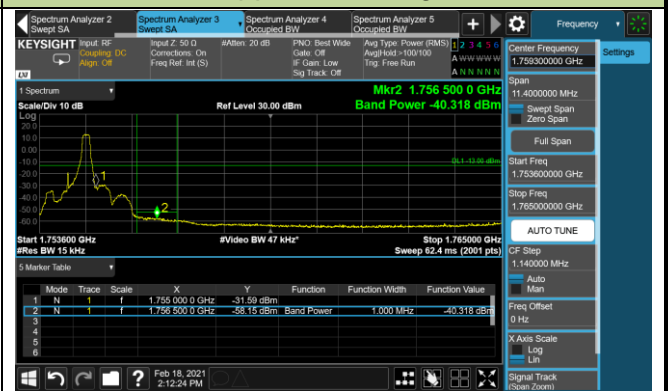 Spectrum Analyzer 2
Swept SA
Spectrum Analyzer 3
Swept SA
Spectrum Analyzer 4
Occupied BW
Spectrum Analyzer 5
Occupied BW
Frequency
KEYSIGHT
Input: RF
Coupling: DC
Align: Off
Input Z: 50 Ω
Corrections: On
Freq Ref: Int (S)
#Atten: 20 dB
PNO: Best Wide
Gate: Off
IF Gain: Low
Sig Track: Off
Avg Type: Power (RMS)
Avg|Hold:>100/100
Trig: Free Run
1 2 3 4 5 6
A W W W W W
A N N N N N
LXI
1 Spectrum
Scale/Div 10 dB
Ref Level 30.00 dBm
Mkr2 1.756 500 0 GHz
Band Power -40.318 dBm
Log
20.0
10.0
0.00
-10.0
-20.0
-30.0
-40.0
-50.0
-60.0
DL1 -13.00 dBm
1
2
Start 1.753600 GHz
#Res BW 15 kHz
#Video BW 47 kHz*
Stop 1.765000 GHz
Sweep 62.4 ms (2001 pts)
5 Marker Table
Mode Trace Scale X Y Function Function Width Function Value
1 N 1 f 1.755 000 0 GHz -31.59 dBm
2 N 1 f 1.756 500 0 GHz -58.15 dBm Band Power 1.000 MHz -40.318 dBm
3
4
5
6
Feb 18, 2021
2:12:24 PM
Settings
Center Frequency
1.759300000 GHz
Span
11.4000000 MHz
Swept Span
Zero Span
Full Span
Start Freq
1.753600000 GHz
Stop Freq
1.765000000 GHz
AUTO TUNE
CF Step
1.140000 MHz
Auto
Man
Freq Offset
0 Hz
X Axis Scale
Log
Lin
Signal Track
(Span Zoom)